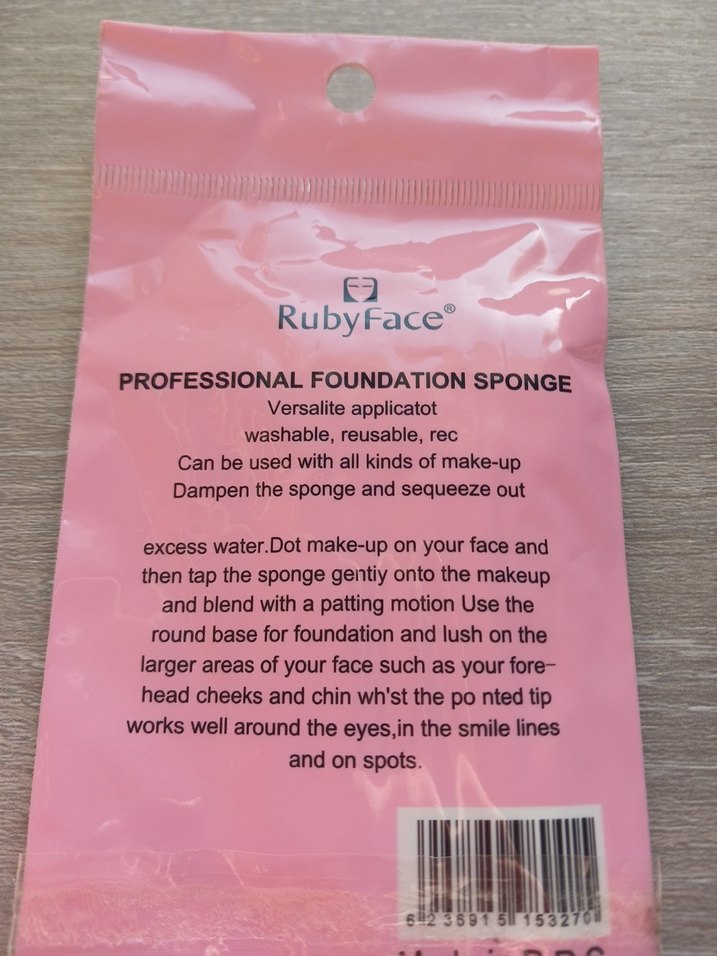 RubyFace®
PROFESSIONAL FOUNDATION SPONGE
Versalite applicatot
washable, reusable, rec
Can be used with all kinds of make-up
Dampen the sponge and sequeeze out
excess water.Dot make-up on your face and
then tap the sponge gentiy onto the makeup
and blend with a patting motion Use the
round base for foundation and lush on the
larger areas of your face such as your fore-
head cheeks and chin wh'st the po nted tip
works well around the eyes,in the smile lines
and on spots.
6 236915 153270
Made in P.R.C